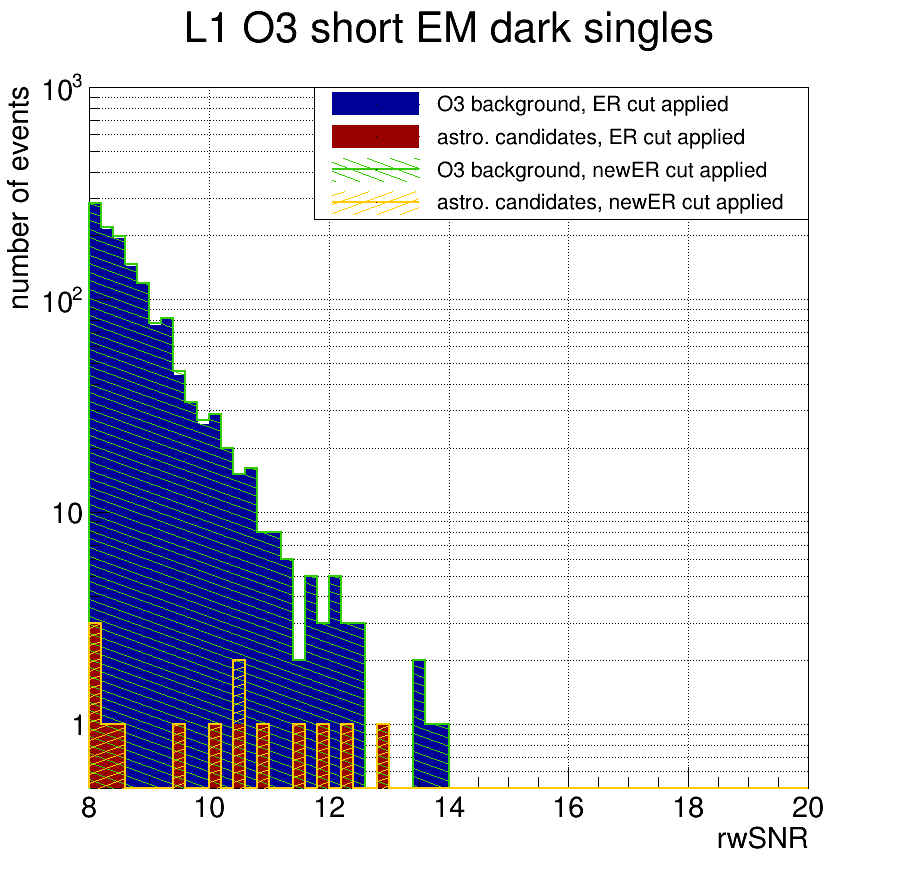 L1 O3 short EM dark singles
number of events
10³
10²
10
1
O3 background, ER cut applied
astro. candidates, ER cut applied
O3 background, newER cut applied
astro. candidates, newER cut applied
8 10 12 14 16 18 20
rwSNR